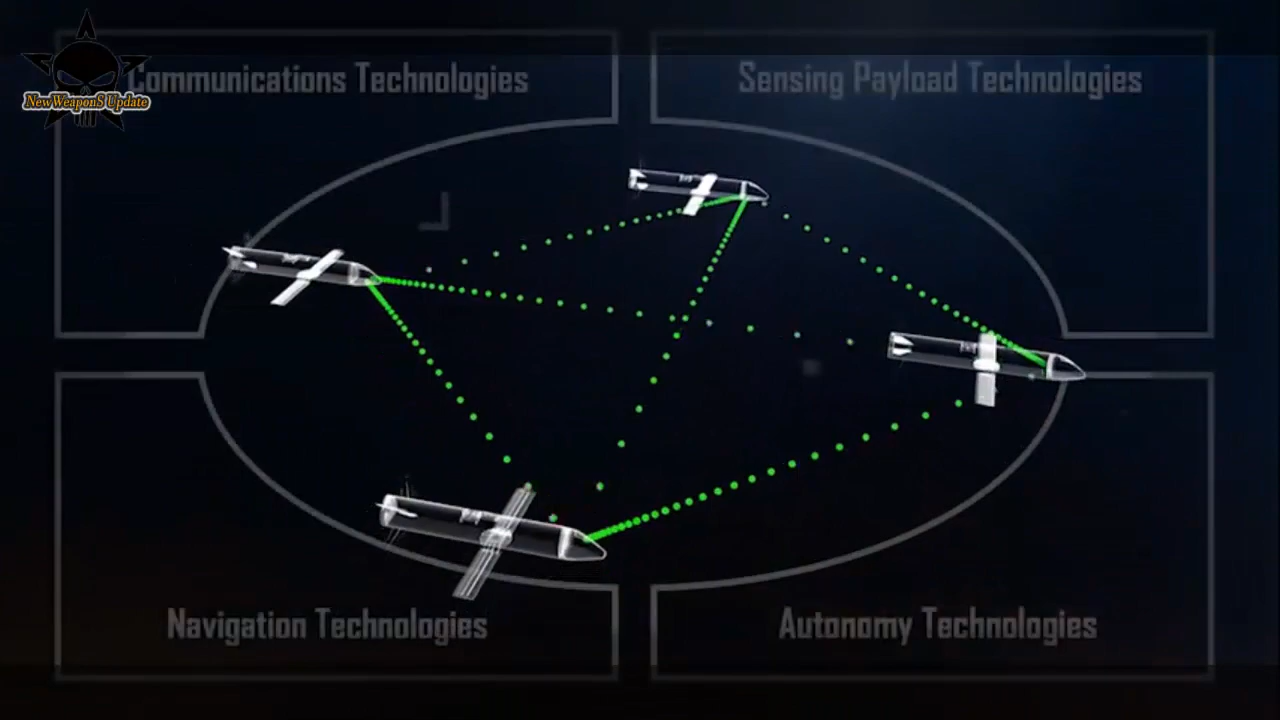 Communications Technologies
Sensing Payload Technologies
NewWeaponS Update
Navigation Technologies
Autonomy Technologies